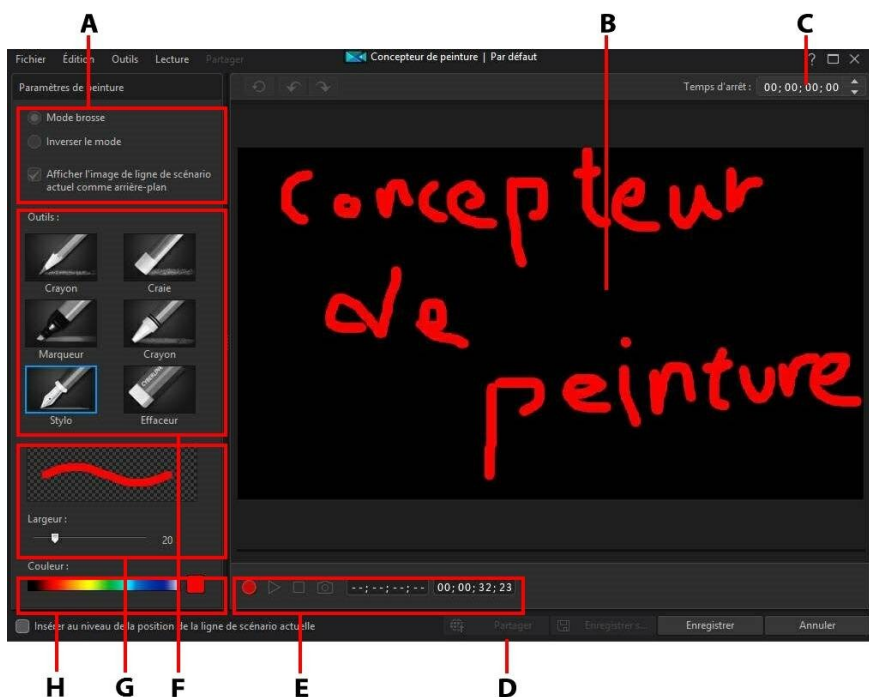 A
B
C
Fichier Édition Outils Lecture Partager
Concepteur de peinture | Par défaut
?
Paramètres de peinture
Temps d'arrêt : 00;00;00;00
Mode brosse
Inverser le mode
Afficher l'image de ligne de scénario
actuel comme arrière-plan
Outils :
Crayon Craie
Marqueur Crayon
CYBERLINK
Stylo Effaceur
Concepteur
de
peinture
Largeur :
20
Couleur :
--;--;--;-- 00;00;32;23
Insérer au niveau de la position de la ligne de scénario actuelle
Partager Enregistrer s... Enregistrer Annuler
H G F E D